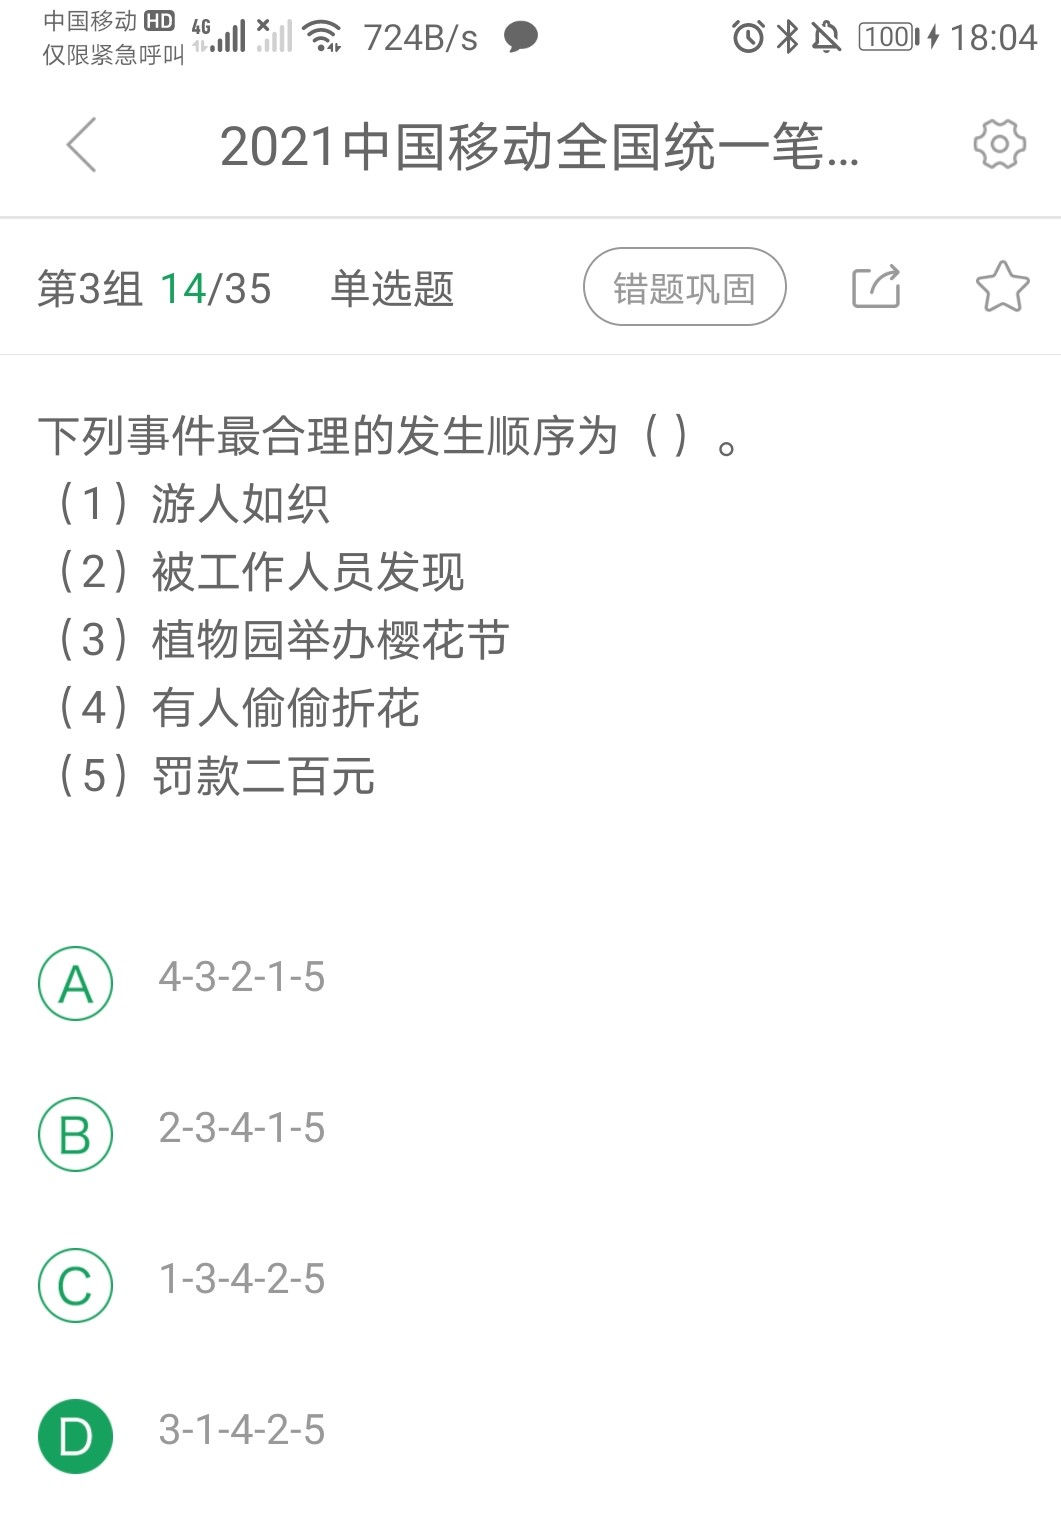 中国移动 HD 4G 724B/s 100 18:04
仅限紧急呼叫
2021中国移动全国统一笔...
第3组 14/35 单选题 错题巩固
下列事件最合理的发生顺序为（）。
（1）游人如织
（2）被工作人员发现
（3）植物园举办樱花节
（4）有人偷偷折花
（5）罚款二百元
A 4-3-2-1-5
B 2-3-4-1-5
C 1-3-4-2-5
D 3-1-4-2-5